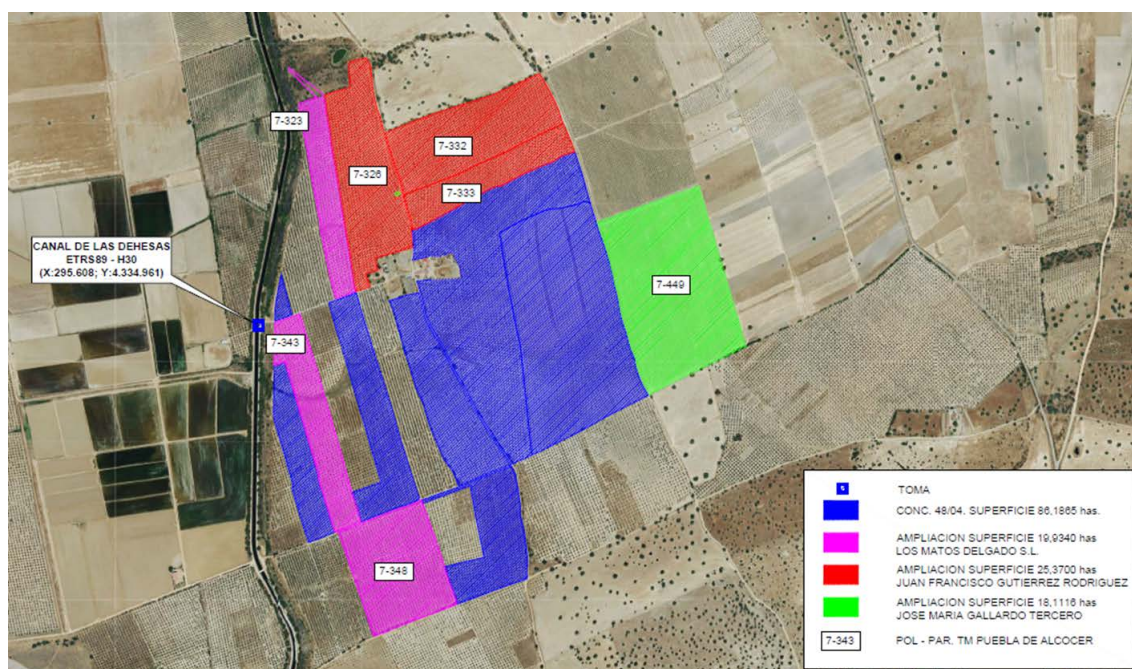 7-323
7-332
7-326
7-333
CANAL DE LAS DEHESAS
ETRS89 - H30
(X:295.608; Y:4.334.961)
7-449
7-343
7-348
TOMA
CONC. 48/04. SUPERFICIE 86,1865 has.
AMPLIACION SUPERFICIE 19,9340 has
LOS MATOS DELGADO S.L.
AMPLIACION SUPERFICIE 25,3700 has
JUAN FRANCISCO GUTIERREZ RODRIGUEZ
AMPLIACION SUPERFICIE 18,1116 has
JOSE MARIA GALLARDO TERCERO
7-343 POL - PAR. TM PUEBLA DE ALCOCER